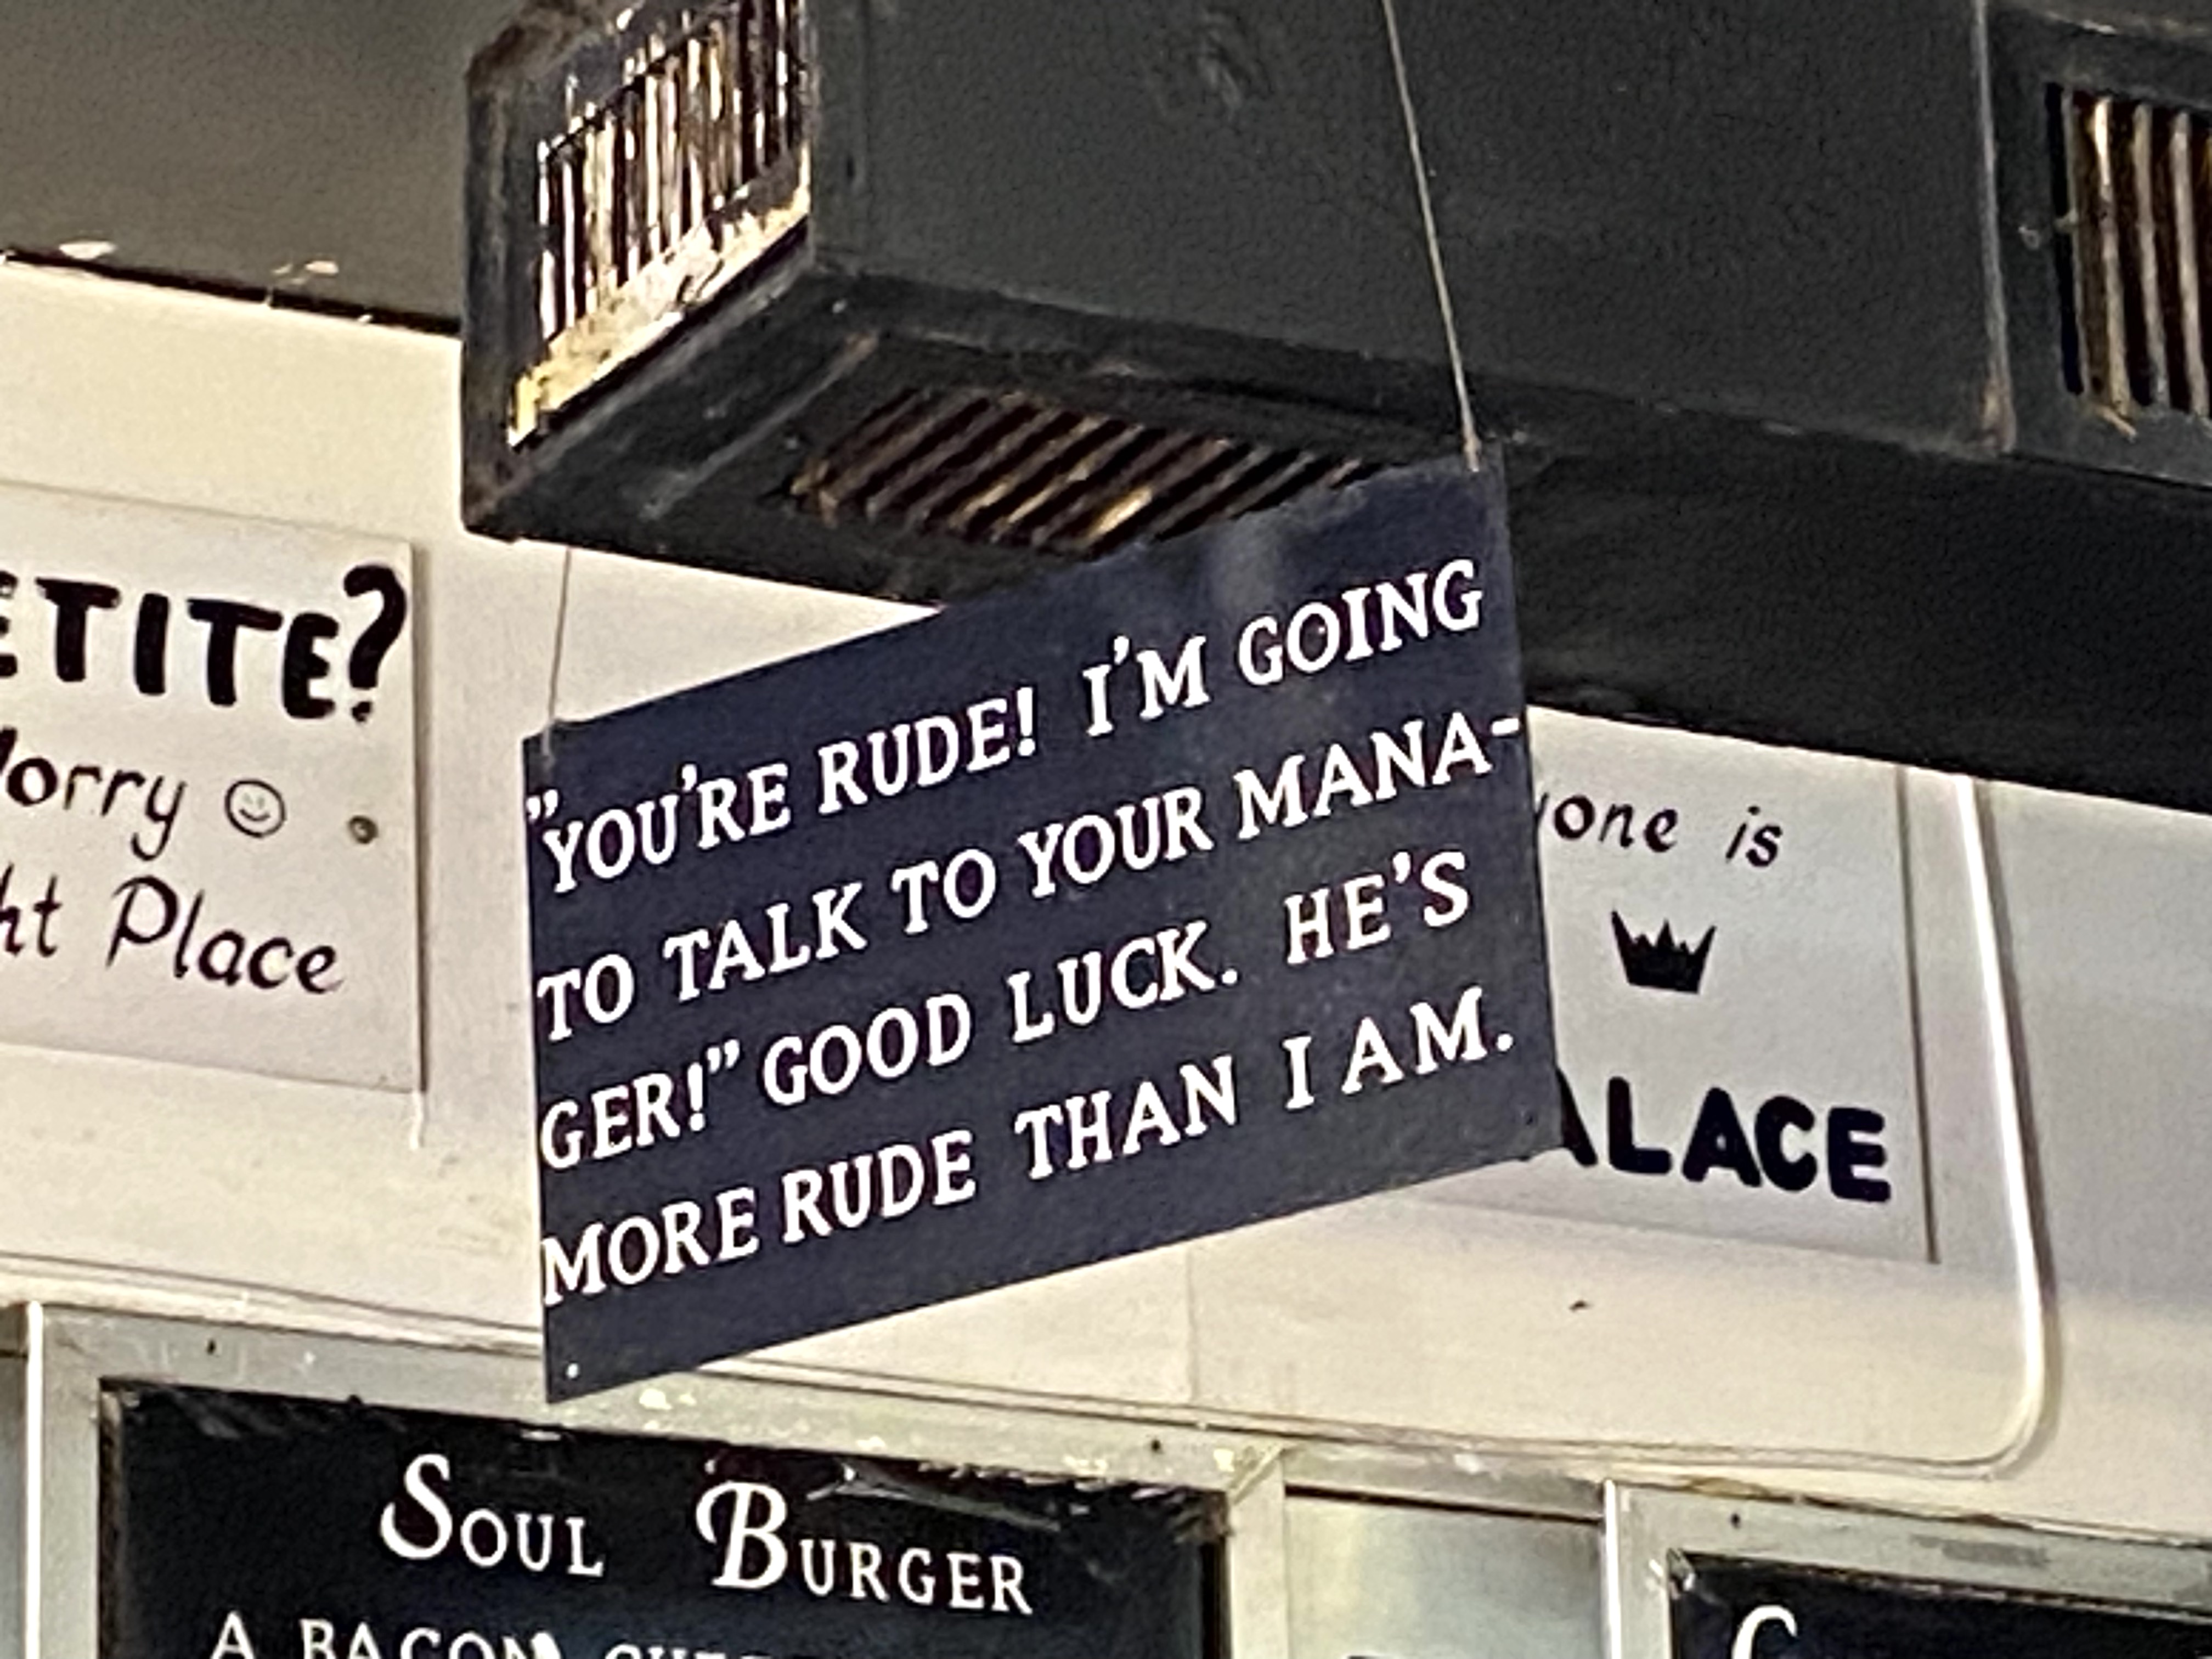 "YOU'RE RUDE! I'M GOING
TO TALK TO YOUR MANA-
GER!" GOOD LUCK. HE'S
MORE RUDE THAN I AM.
ETITE?
orry ☺
ht Place
one is
ALACE
SOUL BURGER
A BACON